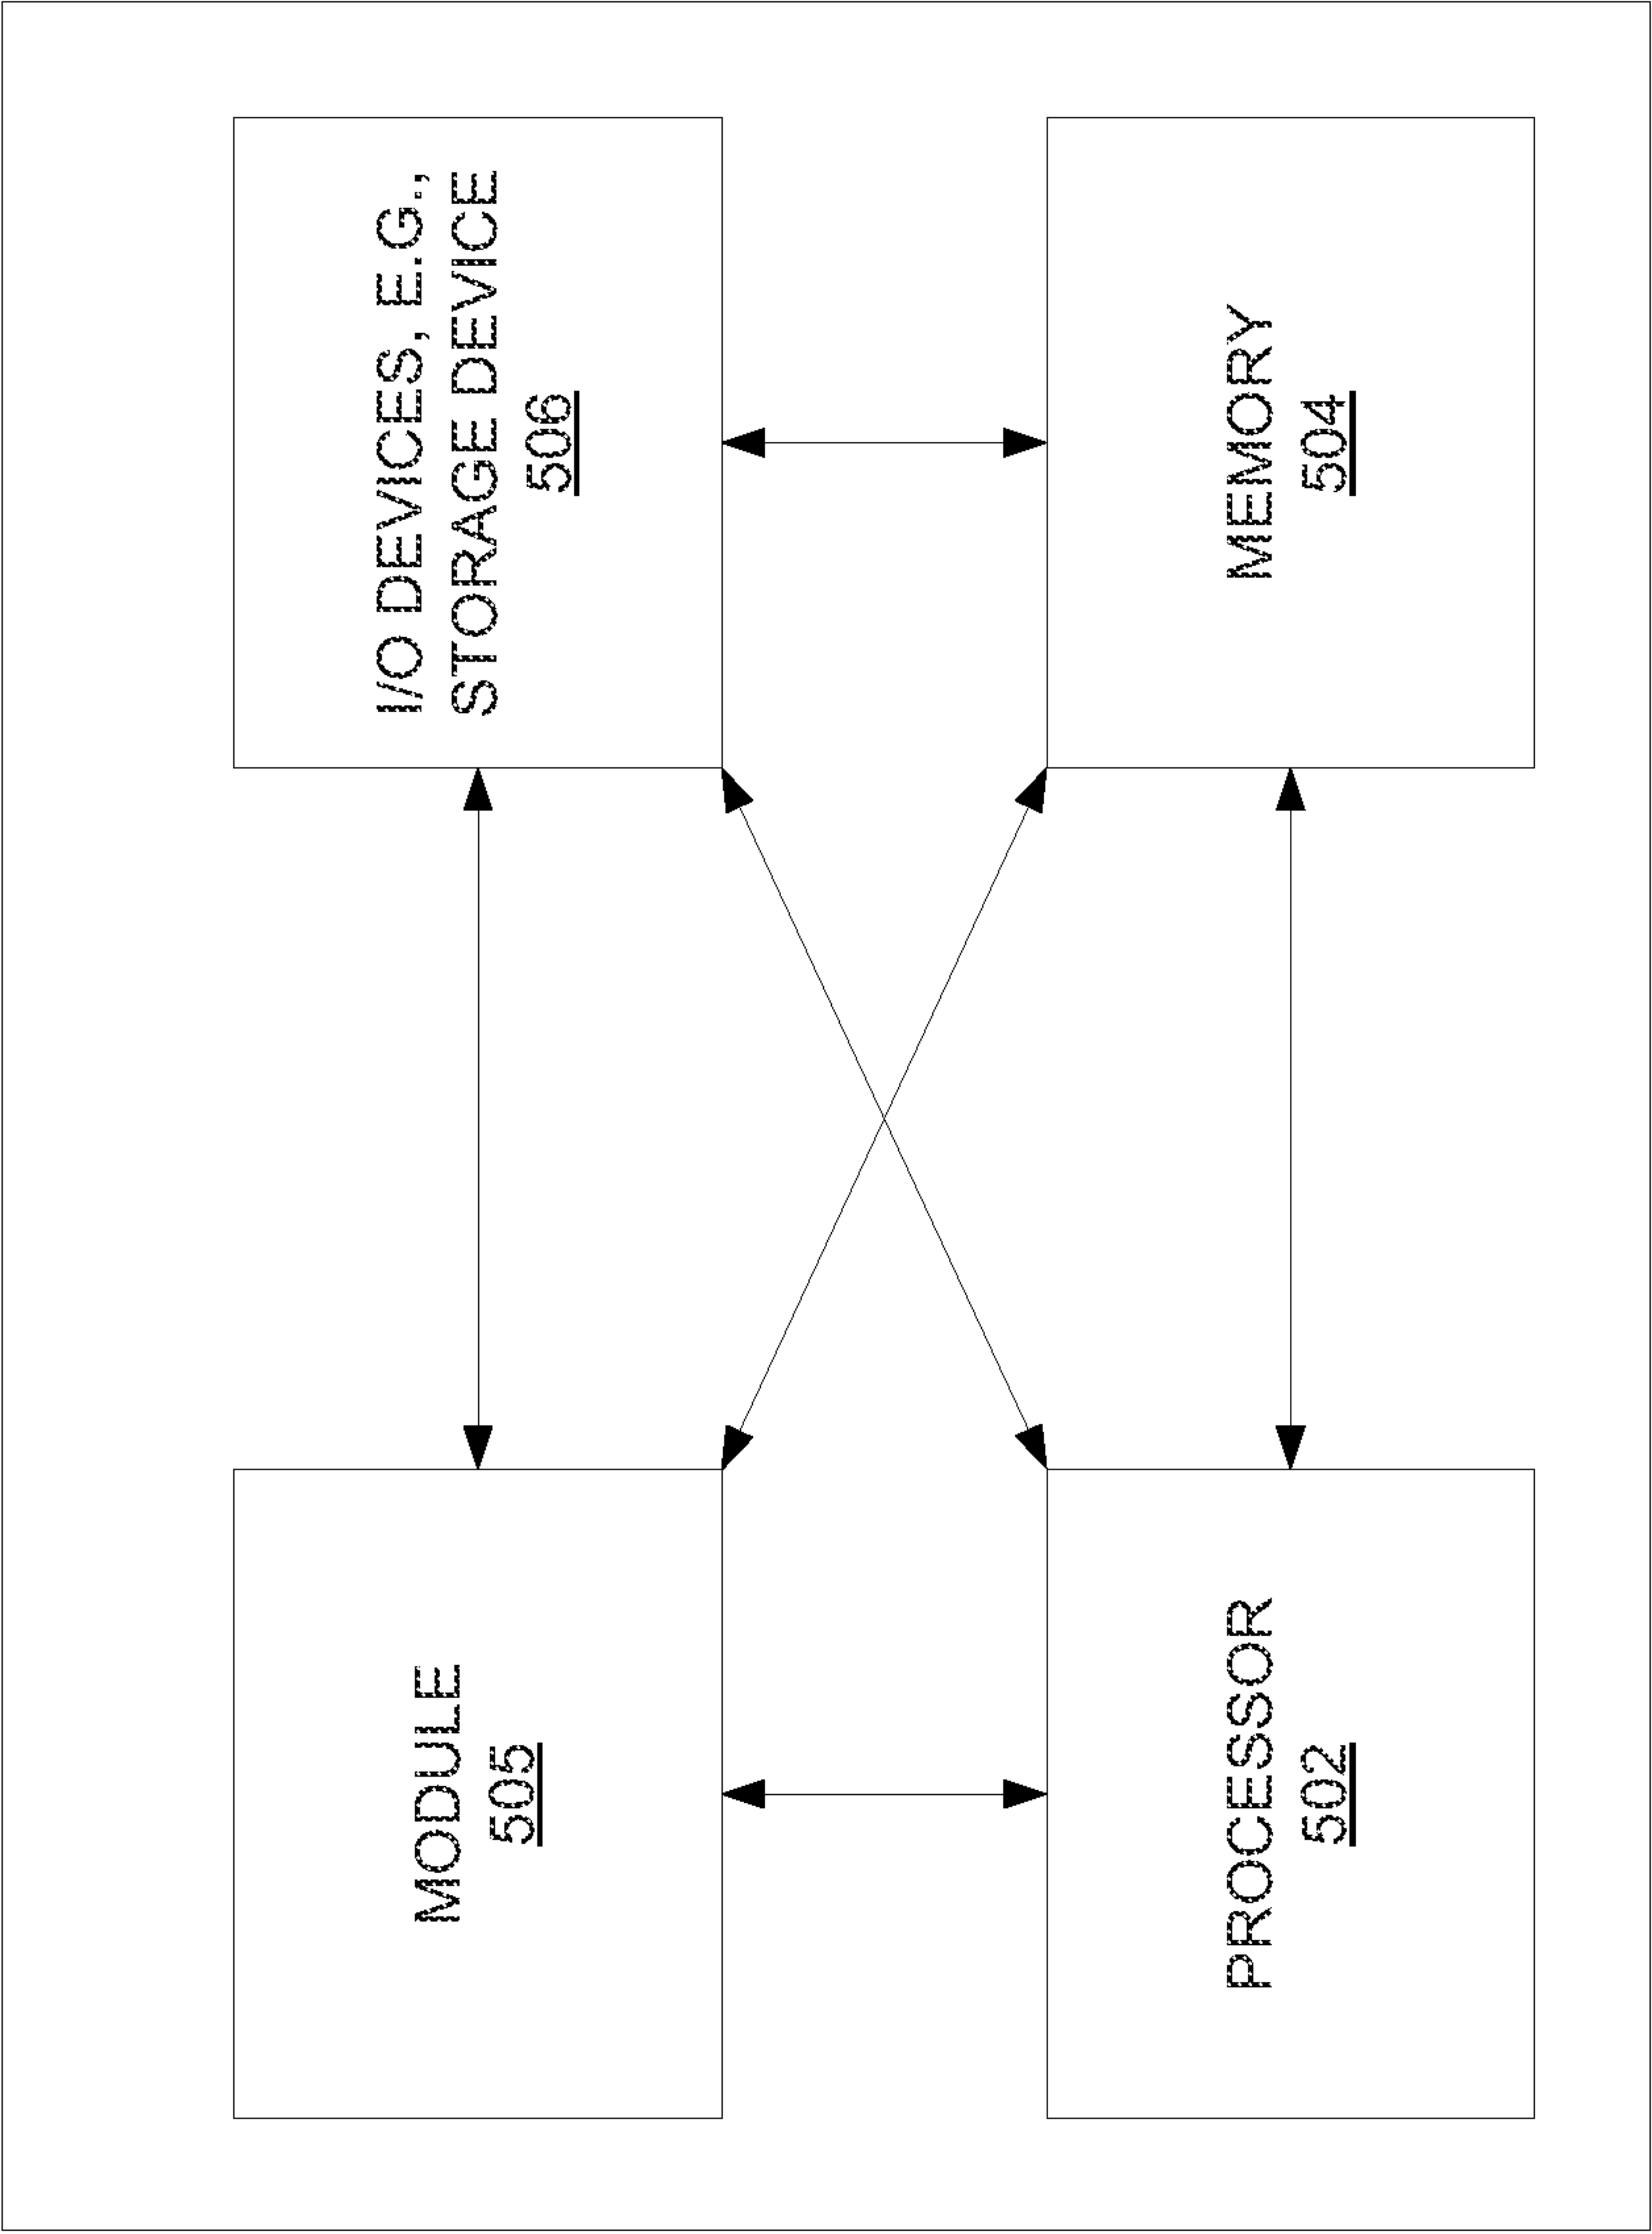 MODULE
505
I/O DEVICES, E.G.,
STORAGE DEVICE
506
PROCESSOR
502
MEMORY
504